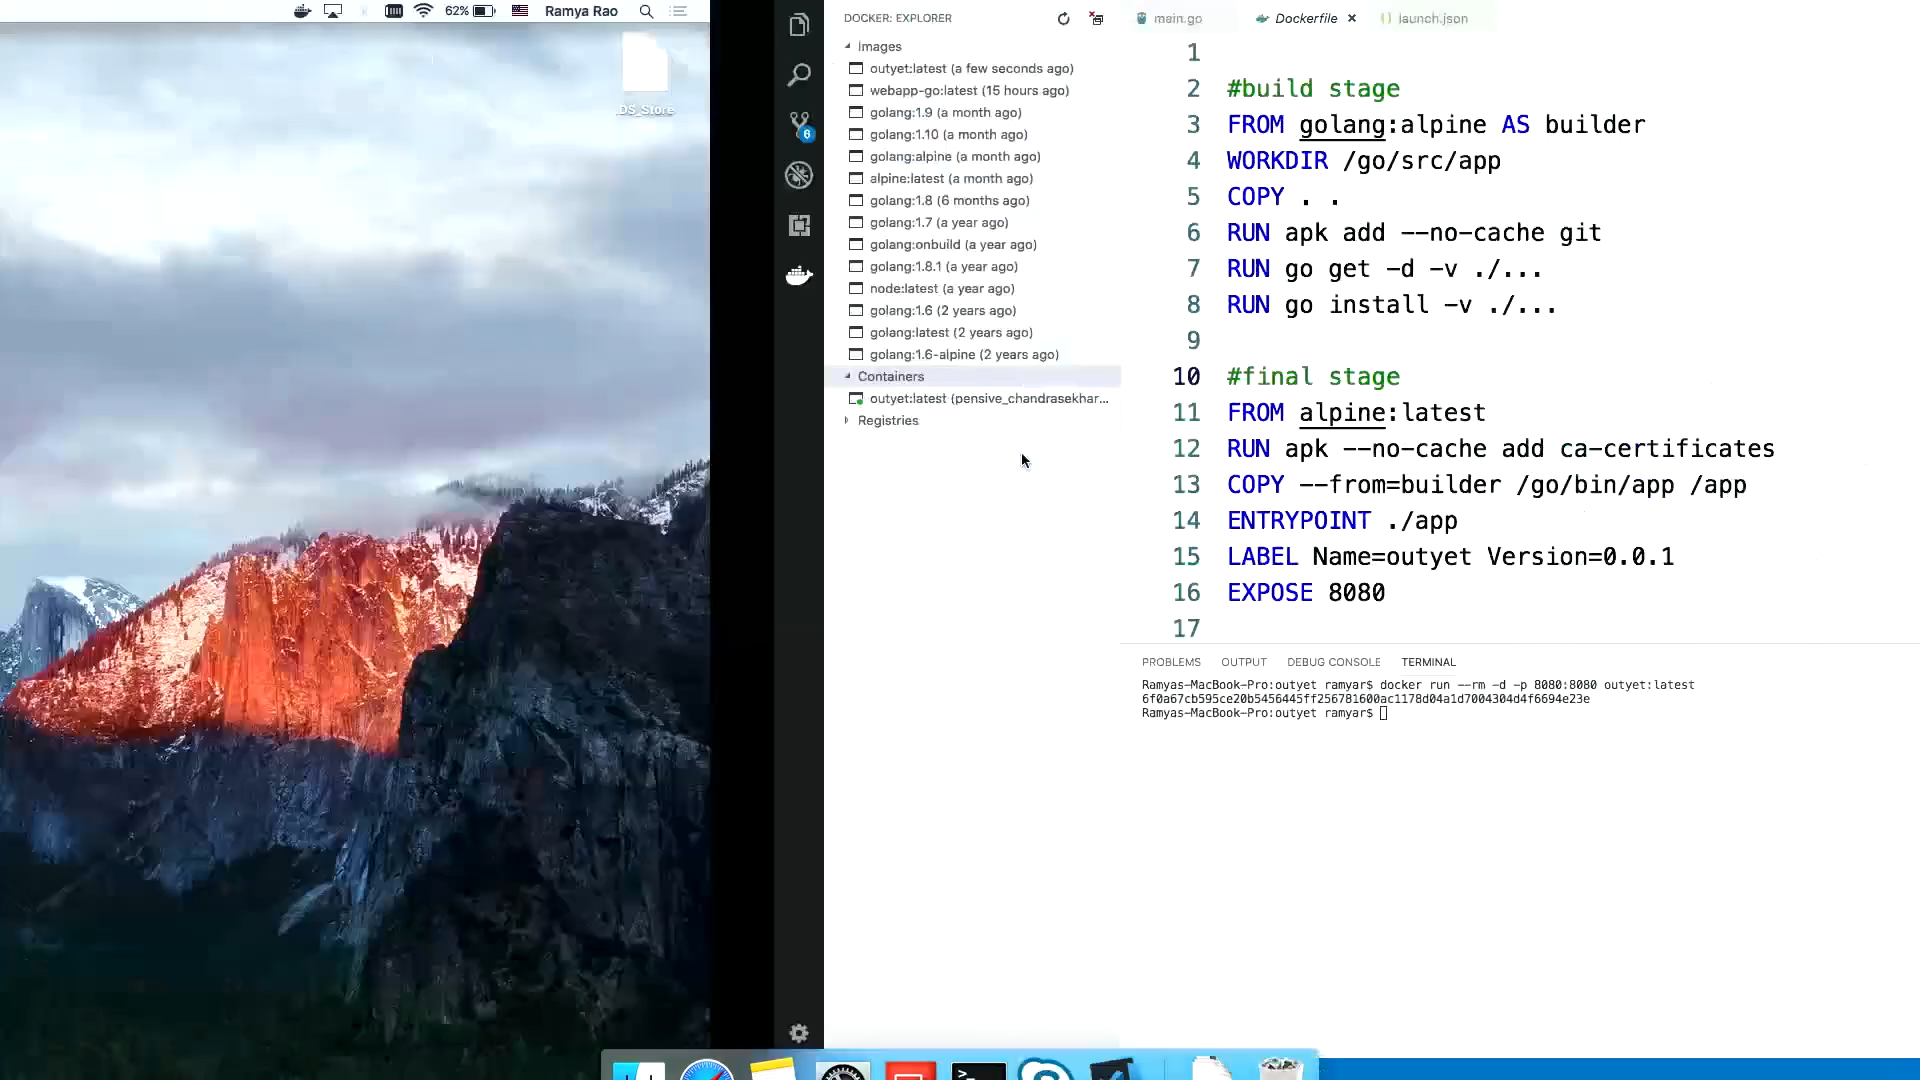 62%
Ramya Rao
.DS_Store
DOCKER: EXPLORER
Images
outyet:latest (a few seconds ago)
webapp-go:latest (15 hours ago)
golang:1.9 (a month ago)
golang:1.10 (a month ago)
golang:alpine (a month ago)
alpine:latest (a month ago)
golang:1.8 (6 months ago)
golang:1.7 (a year ago)
golang:onbuild (a year ago)
golang:1.8.1 (a year ago)
node:latest (a year ago)
golang:1.6 (2 years ago)
golang:latest (2 years ago)
golang:1.6-alpine (2 years ago)
Containers
outyet:latest (pensive_chandrasekhar...
Registries
6
main.go
Dockerfile
launch.json
1
2 #build stage
3 FROM golang:alpine AS builder
4 WORKDIR /go/src/app
5 COPY . .
6 RUN apk add --no-cache git
7 RUN go get -d -v ./...
8 RUN go install -v ./...
9
10 #final stage
11 FROM alpine:latest
12 RUN apk --no-cache add ca-certificates
13 COPY --from=builder /go/bin/app /app
14 ENTRYPOINT ./app
15 LABEL Name=outyet Version=0.0.1
16 EXPOSE 8080
17
PROBLEMS OUTPUT DEBUG CONSOLE TERMINAL
Ramyas-MacBook-Pro:outyet ramyar$ docker run --rm -d -p 8080:8080 outyet:latest
6f0a67cb595ce20b5456445ff256781600ac1178d04a1d7004304d4f6694e23e
Ramyas-MacBook-Pro:outyet ramyar$